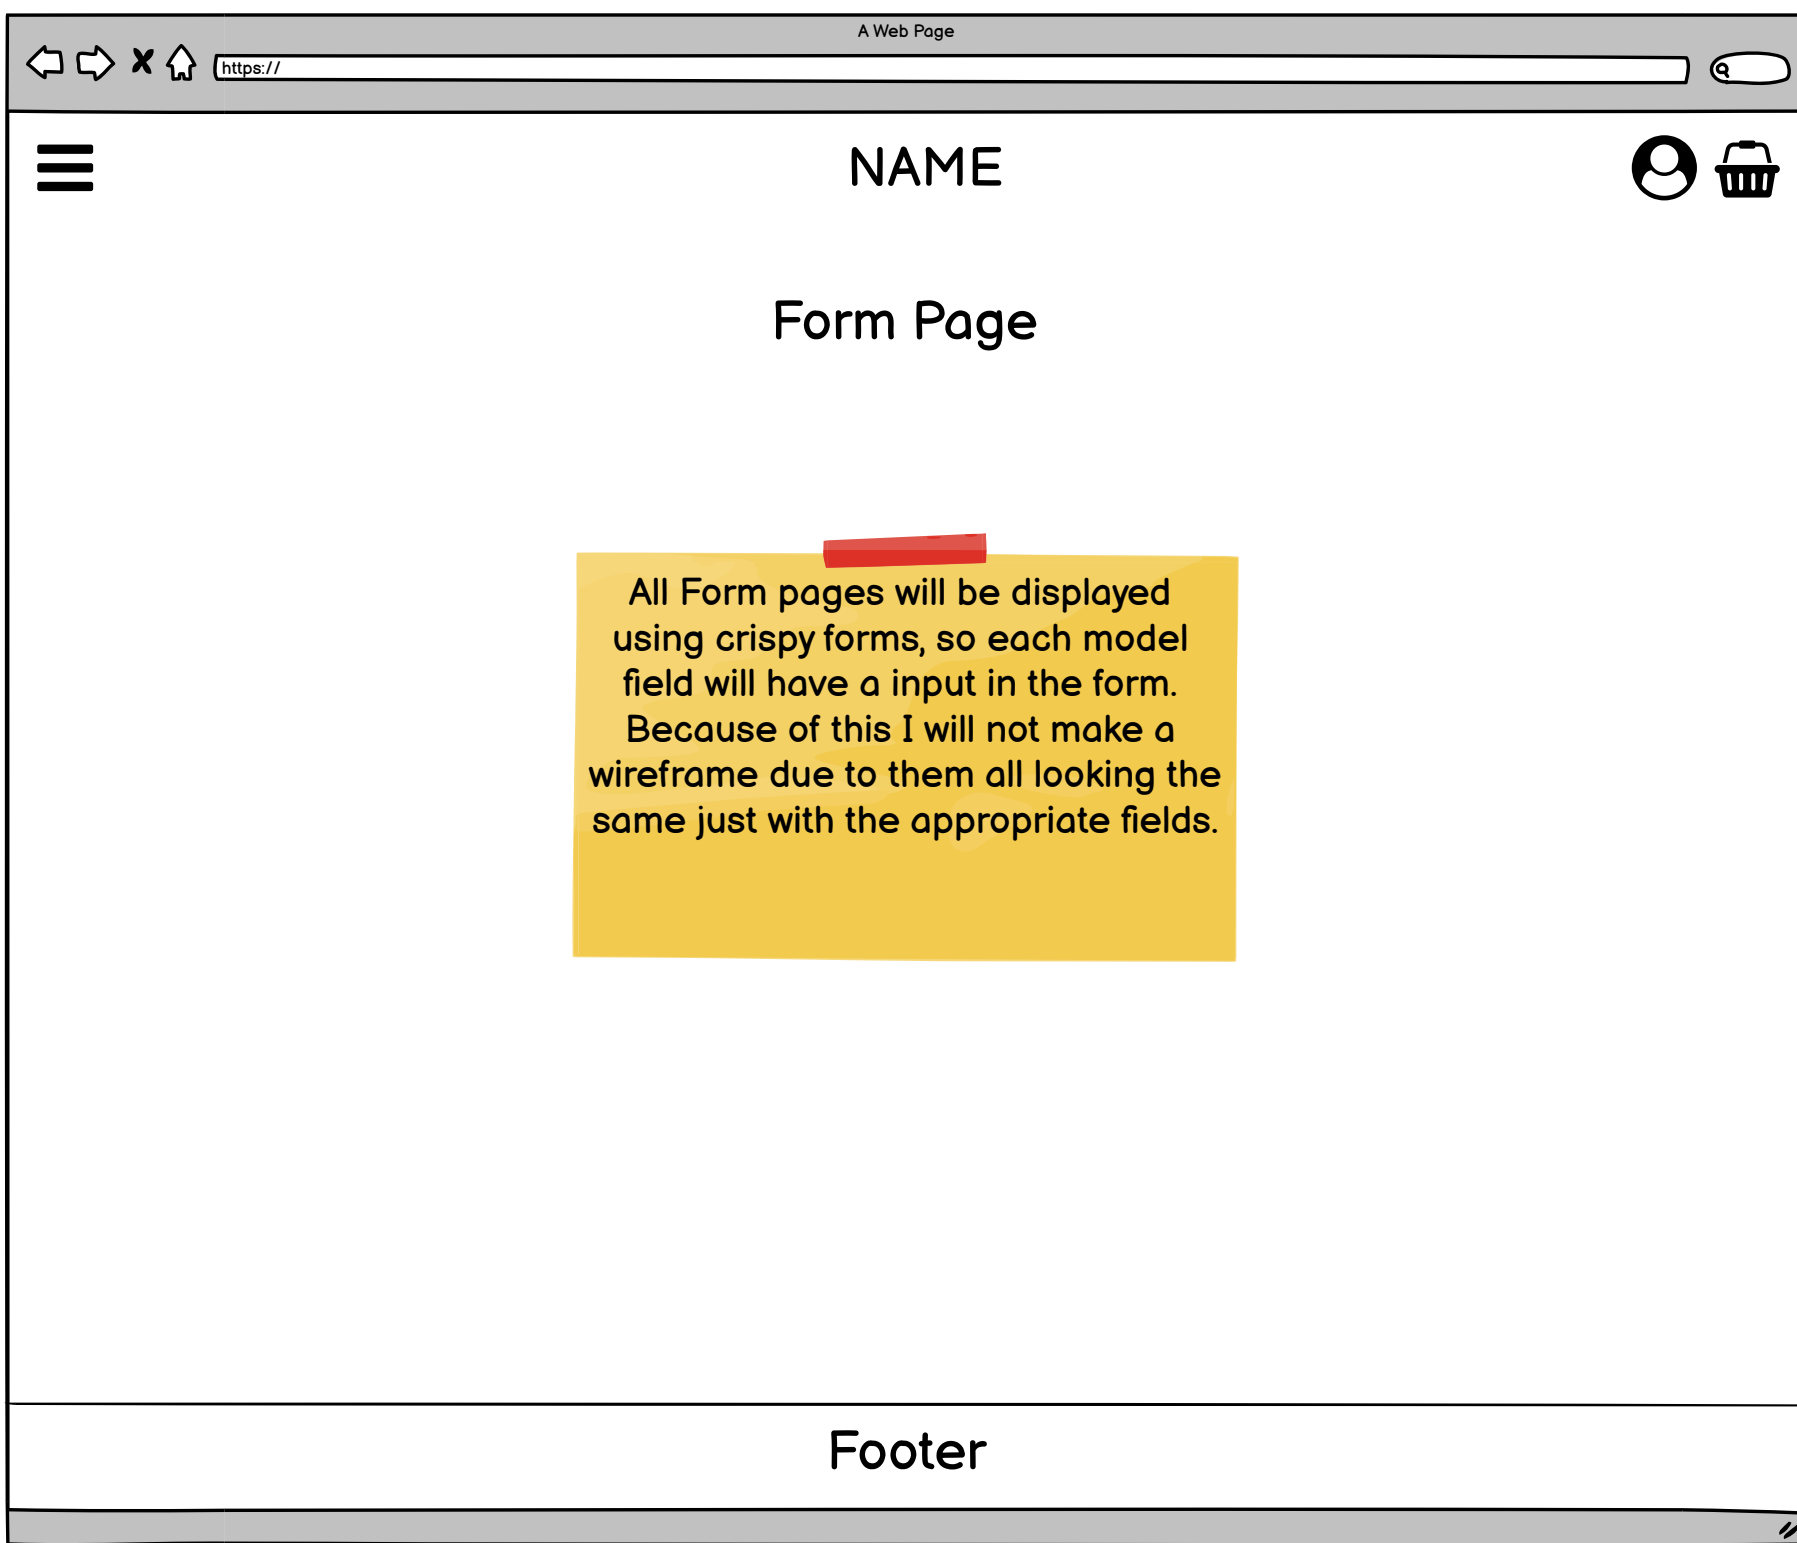 A Web Page
https://
NAME
Form Page
All Form pages will be displayed
using crispy forms, so each model
field will have a input in the form.
Because of this I will not make a
wireframe due to them all looking the
same just with the appropriate fields.
Footer